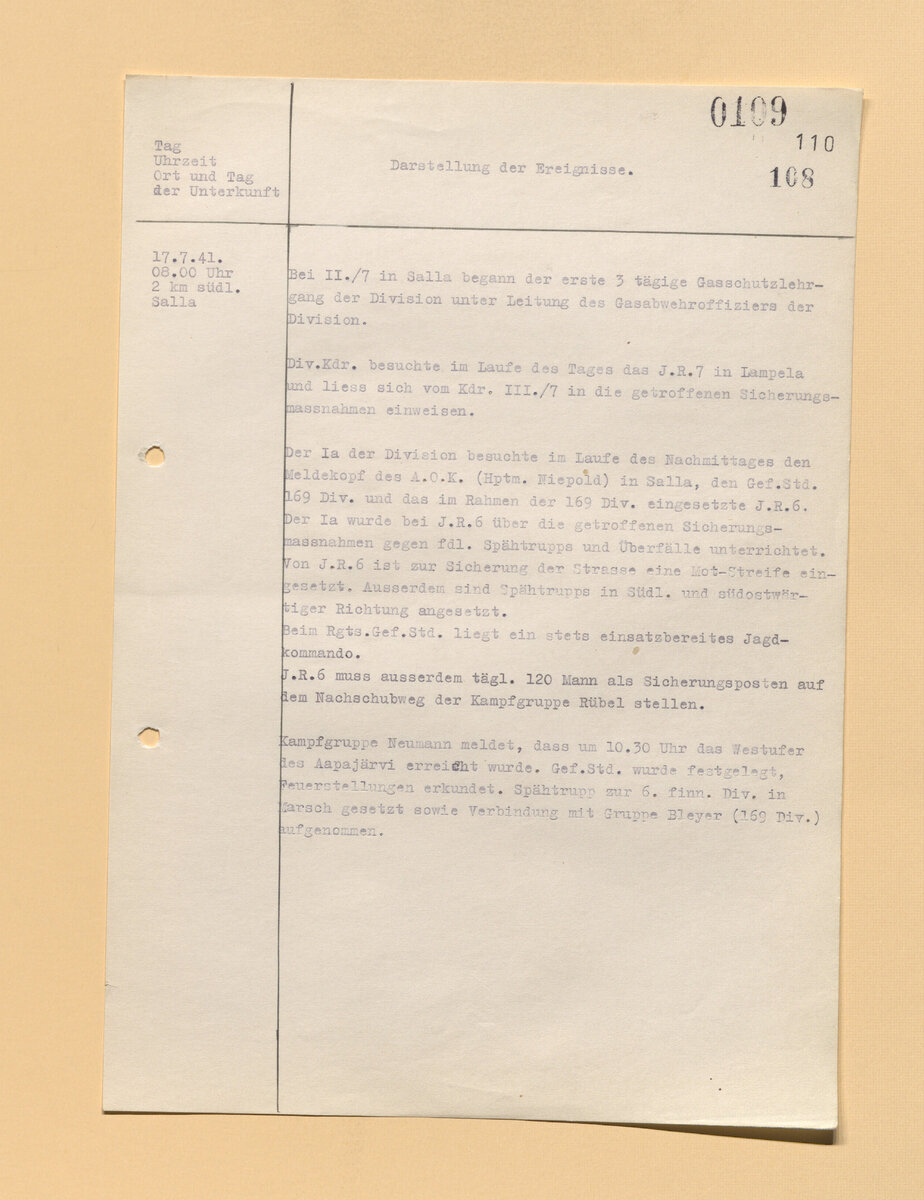 0109
110
108
Tag
Uhrzeit
Ort und Tag
der Unterkunft
Darstellung der Ereignisse.
17.7.41.
08.00 Uhr
2 km südl.
Salla
Bei II./7 in Salla begann der erste 3 tägige Gasschutzlehr-
gang der Division unter Leitung des Gasabwehroffiziers der
Division.
Div.Kdr. besuchte im Laufe des Tages das J.R.7 in Lampela
und liess sich vom Kdr. III./7 in die getroffenen Sicherungs-
massnahmen einweisen.
Der Ia der Division besuchte im Laufe des Nachmittages den
Meldekopf des A.O.K. (Hptm. Niepold) in Salla, den Gef.Std.
169 Div. und das im Rahmen der 169 Div. eingesetzte J.R.6.
Der Ia wurde bei J.R.6 über die getroffenen Sicherungs-
massnahmen gegen fdl. Spähtrupps und Überfälle unterrichtet.
Von J.R.6 ist zur Sicherung der Strasse eine Mot-Streife ein-
gesetzt. Ausserdem sind Spähtrupps in Südl. und südostwär-
tiger Richtung angesetzt.
Beim Rgts.Gef.Std. liegt ein stets einsatzbereites Jagd-
kommando.
J.R.6 muss ausserdem tägl. 120 Mann als Sicherungsposten auf
dem Nachschubweg der Kampfgruppe Rübel stellen.
Kampfgruppe Neumann meldet, dass um 10.30 Uhr das Westufer
des Aapajärvi erreicht wurde. Gef.Std. wurde festgelegt,
Feuerstellungen erkundet. Spähtrupp zur 6. finn. Div. in
Marsch gesetzt sowie Verbindung mit Gruppe Bleyer (169 Div.)
aufgenommen.